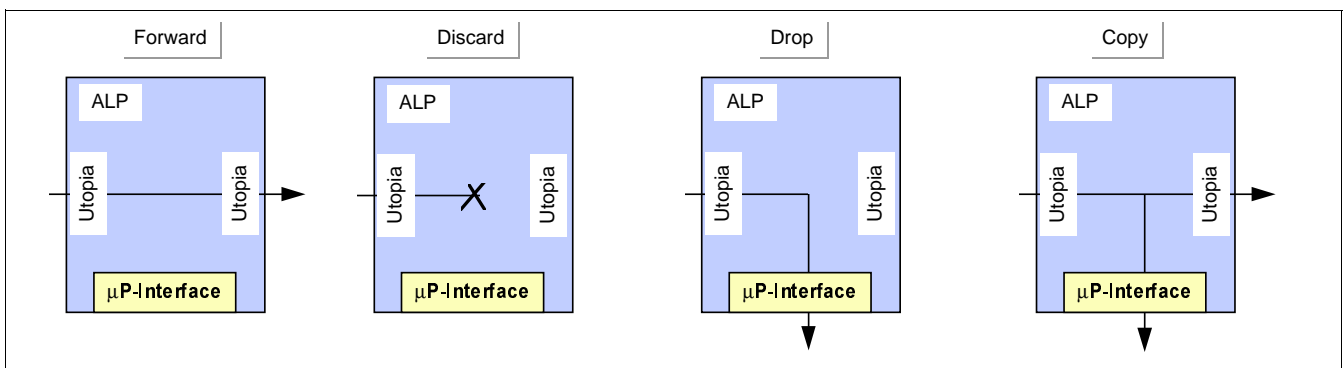 Forward
Discard
Drop
Copy
ALP
ALP
ALP
ALP
Utopia
Utopia
Utopia
Utopia
Utopia
Utopia
Utopia
Utopia
X
μP-Interface
μP-Interface
μP-Interface
μP-Interface